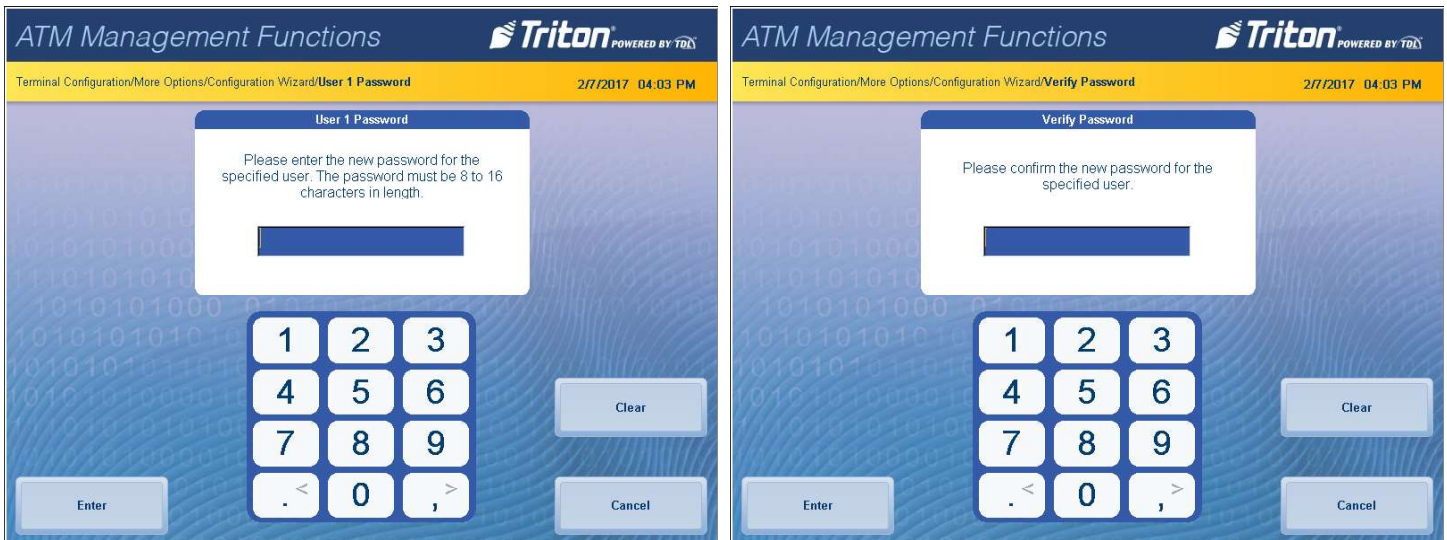 ATM Management Functions
Triton POWERED BY TDL
Terminal Configuration/More Options/Configuration Wizard/User 1 Password 2/7/2017 04:03 PM
User 1 Password
Please enter the new password for the
specified user. The password must be 8 to 16
characters in length.
1 2 3
4 5 6
7 8 9
.< 0 ,>
Clear
Enter
Cancel
ATM Management Functions
Triton POWERED BY TDL
Terminal Configuration/More Options/Configuration Wizard/Verify Password 2/7/2017 04:03 PM
Verify Password
Please confirm the new password for the
specified user.
1 2 3
4 5 6
7 8 9
.< 0 ,>
Clear
Enter
Cancel